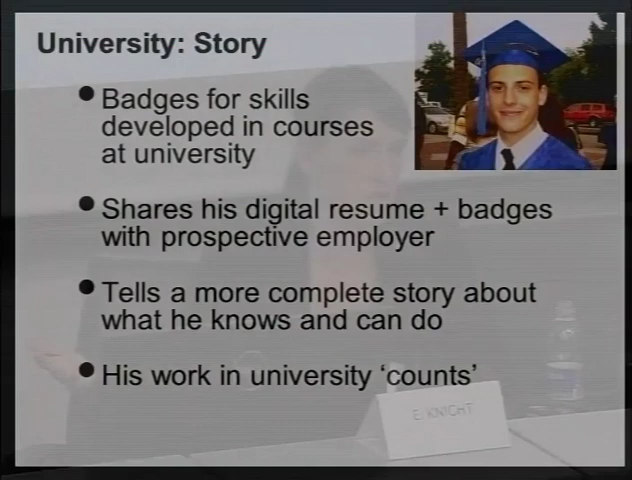 University: Story
Badges for skills
developed in courses
at university
Shares his digital resume + badges
with prospective employer
Tells a more complete story about
what he knows and can do
His work in university ‘counts’
E. KNIGHT